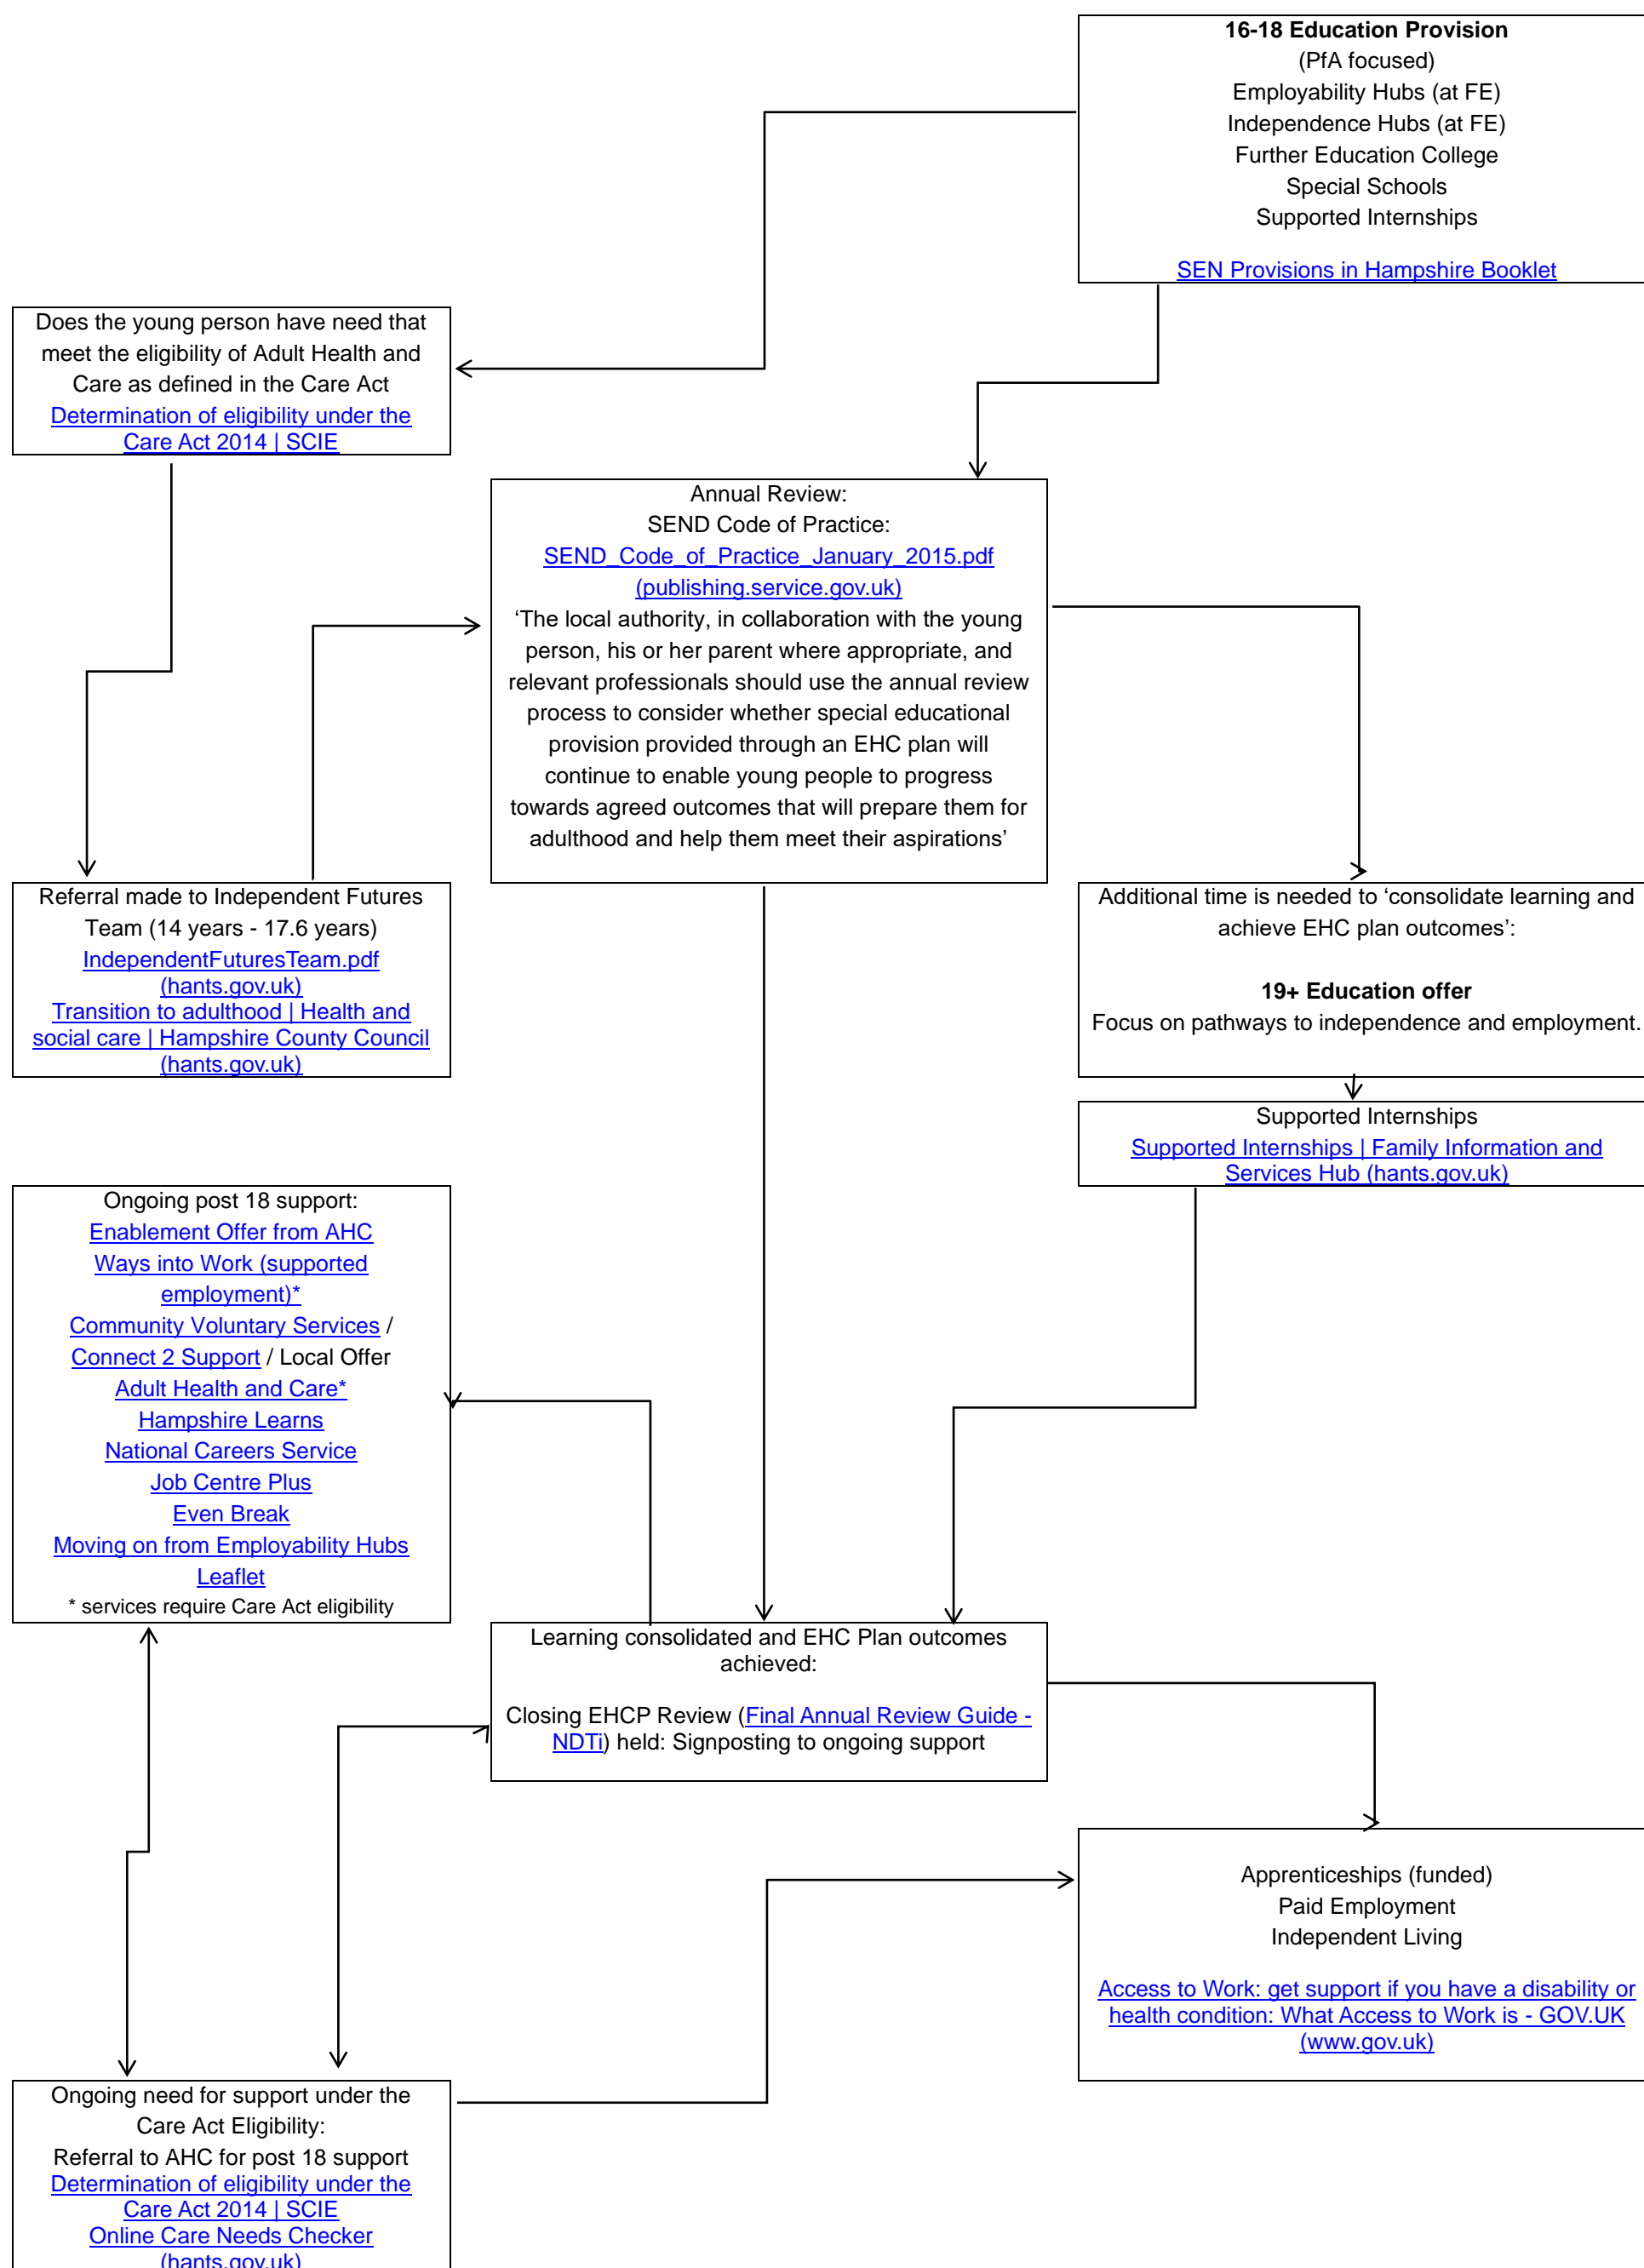 16-18 Education Provision
(PfA focused)
Employability Hubs (at FE)
Independence Hubs (at FE)
Further Education College
Special Schools
Supported Internships
SEN Provisions in Hampshire Booklet
Does the young person have need that
meet the eligibility of Adult Health and
Care as defined in the Care Act
Determination of eligibility under the
Care Act 2014 | SCIE
Annual Review:
SEND Code of Practice:
SEND_Code_of_Practice_January_2015.pdf
(publishing.service.gov.uk)
‘The local authority, in collaboration with the young
person, his or her parent where appropriate, and
relevant professionals should use the annual review
process to consider whether special educational
provision provided through an EHC plan will
continue to enable young people to progress
towards agreed outcomes that will prepare them for
adulthood and help them meet their aspirations’
Referral made to Independent Futures
Team (14 years - 17.6 years)
IndependentFuturesTeam.pdf
(hants.gov.uk)
Transition to adulthood | Health and
social care | Hampshire County Council
(hants.gov.uk)
Additional time is needed to ‘consolidate learning and
achieve EHC plan outcomes’:
19+ Education offer
Focus on pathways to independence and employment.
Supported Internships
Supported Internships | Family Information and
Services Hub (hants.gov.uk)
Ongoing post 18 support:
Enablement Offer from AHC
Ways into Work (supported
employment)*
Community Voluntary Services /
Connect 2 Support / Local Offer
Adult Health and Care*
Hampshire Learns
National Careers Service
Job Centre Plus
Even Break
Moving on from Employability Hubs
Leaflet
* services require Care Act eligibility
Learning consolidated and EHC Plan outcomes
achieved:
Closing EHCP Review (Final Annual Review Guide -
NDTi) held: Signposting to ongoing support
Apprenticeships (funded)
Paid Employment
Independent Living
Access to Work: get support if you have a disability or
health condition: What Access to Work is - GOV.UK
(www.gov.uk)
Ongoing need for support under the
Care Act Eligibility:
Referral to AHC for post 18 support
Determination of eligibility under the
Care Act 2014 | SCIE
Online Care Needs Checker
(hants.gov.uk)